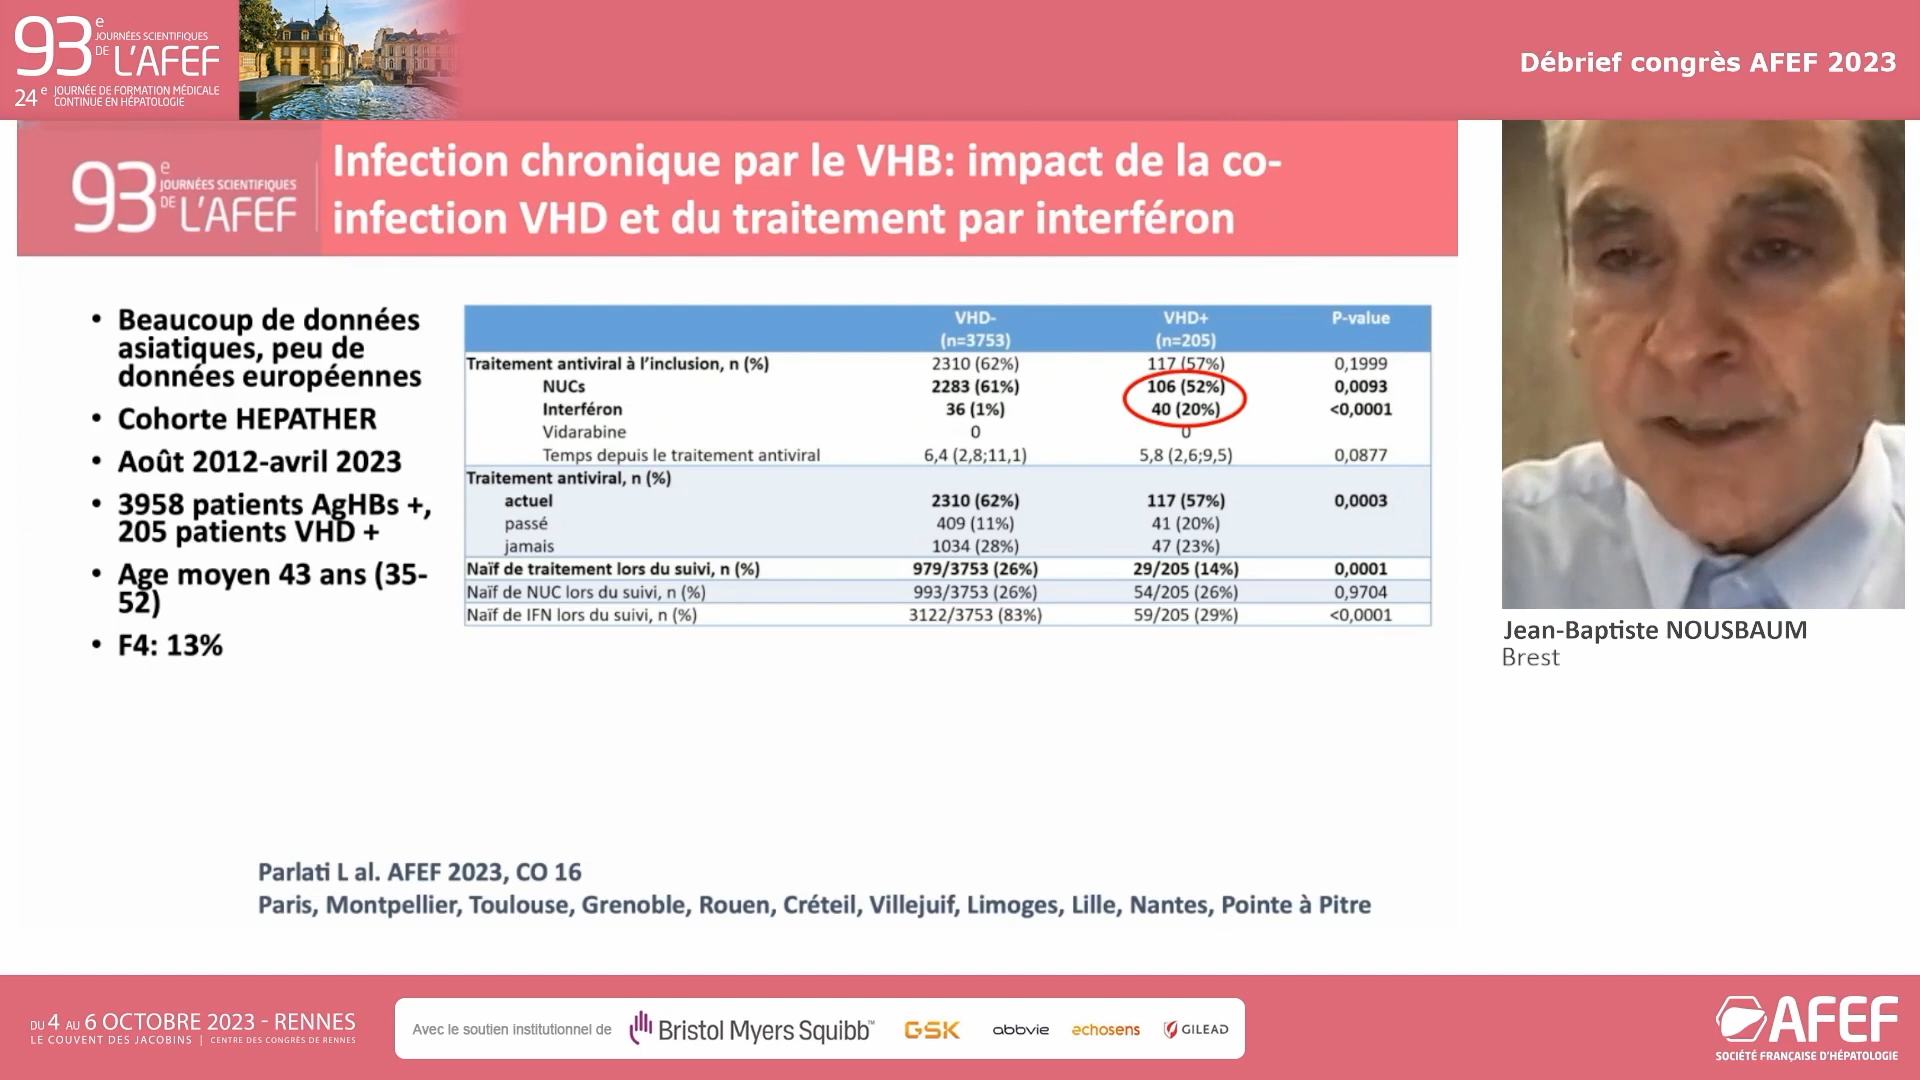 93e JOURNÉES SCIENTIFIQUES
DE L'AFEF
24e JOURNÉE DE FORMATION MÉDICALE
CONTINUE EN HÉPATOLOGIE
Débrief congrès AFEF 2023
93e JOURNÉES SCIENTIFIQUES
DE L'AFEF
Infection chronique par le VHB: impact de la co-
infection VHD et du traitement par interféron
• Beaucoup de données
asiatiques, peu de
données européennes
• Cohorte HEPATHER
• Août 2012-avril 2023
• 3958 patients AgHBs +,
205 patients VHD +
• Age moyen 43 ans (35-
52)
• F4: 13%
VHD- VHD+ P-value
(n=3753) (n=205)
Traitement antiviral à l'inclusion, n (%) 2310 (62%) 117 (57%) 0,1999
NUCs 2283 (61%) 106 (52%) 0,0093
Interféron 36 (1%) 40 (20%) <0,0001
Vidarabine 0 0
Temps depuis le traitement antiviral 6,4 (2,8;11,1) 5,8 (2,6;9,5) 0,0877
Traitement antiviral, n (%)
actuel 2310 (62%) 117 (57%) 0,0003
passé 409 (11%) 41 (20%)
jamais 1034 (28%) 47 (23%)
Naïf de traitement lors du suivi, n (%) 979/3753 (26%) 29/205 (14%) 0,0001
Naïf de NUC lors du suivi, n (%) 993/3753 (26%) 54/205 (26%) 0,9704
Naïf de IFN lors du suivi, n (%) 3122/3753 (83%) 59/205 (29%) <0,0001
Jean-Baptiste NOUSBAUM
Brest
Parlati L al. AFEF 2023, CO 16
Paris, Montpellier, Toulouse, Grenoble, Rouen, Créteil, Villejuif, Limoges, Lille, Nantes, Pointe à Pitre
DU 4 AU 6 OCTOBRE 2023 - RENNES
LE COUVENT DES JACOBINS | CENTRE DES CONGRÈS DE RENNES
Avec le soutien institutionnel de Bristol Myers Squibb™ GSK abbvie echosens GILEAD
AFEF
SOCIÉTÉ FRANÇAISE D'HÉPATOLOGIE